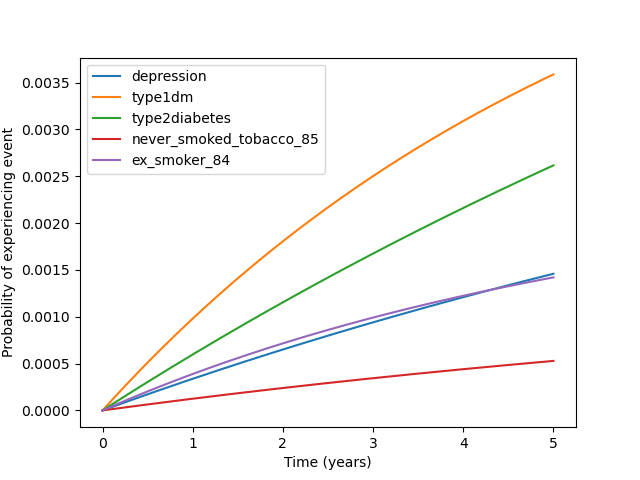 depression
type1dm
type2diabetes
never_smoked_tobacco_85
ex_smoker_84
Probability of experiencing event
0.0035
0.0030
0.0025
0.0020
0.0015
0.0010
0.0005
0.0000
0 1 2 3 4 5
Time (years)